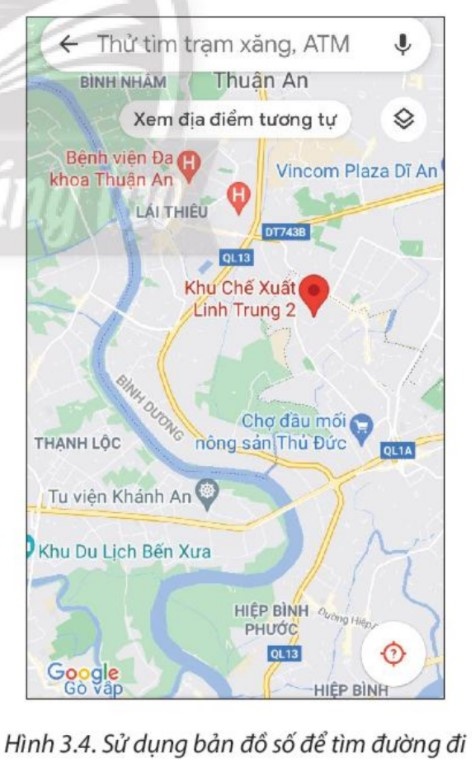 Thử tìm trạm xăng, ATM
BÌNH NHÂM
Thuận An
Xem địa điểm tương tự
Bệnh viện Đa
khoa Thuận An
H
H
Vincom Plaza Dĩ An
LÁI THIÊU
DT743B
QL13
Khu Chế Xuất
Linh Trung 2
BÌNH DƯƠNG
Chợ đầu mối
nông sản Thủ Đức
THẠNH LỘC
QL1A
Tu viện Khánh An
Khu Du Lịch Bến Xưa
HIỆP BÌNH
PHƯỚC
QL13
?
Google
Gò Vấp
HIỆP BÌNH
Hình 3.4. Sử dụng bản đồ số để tìm đường đi